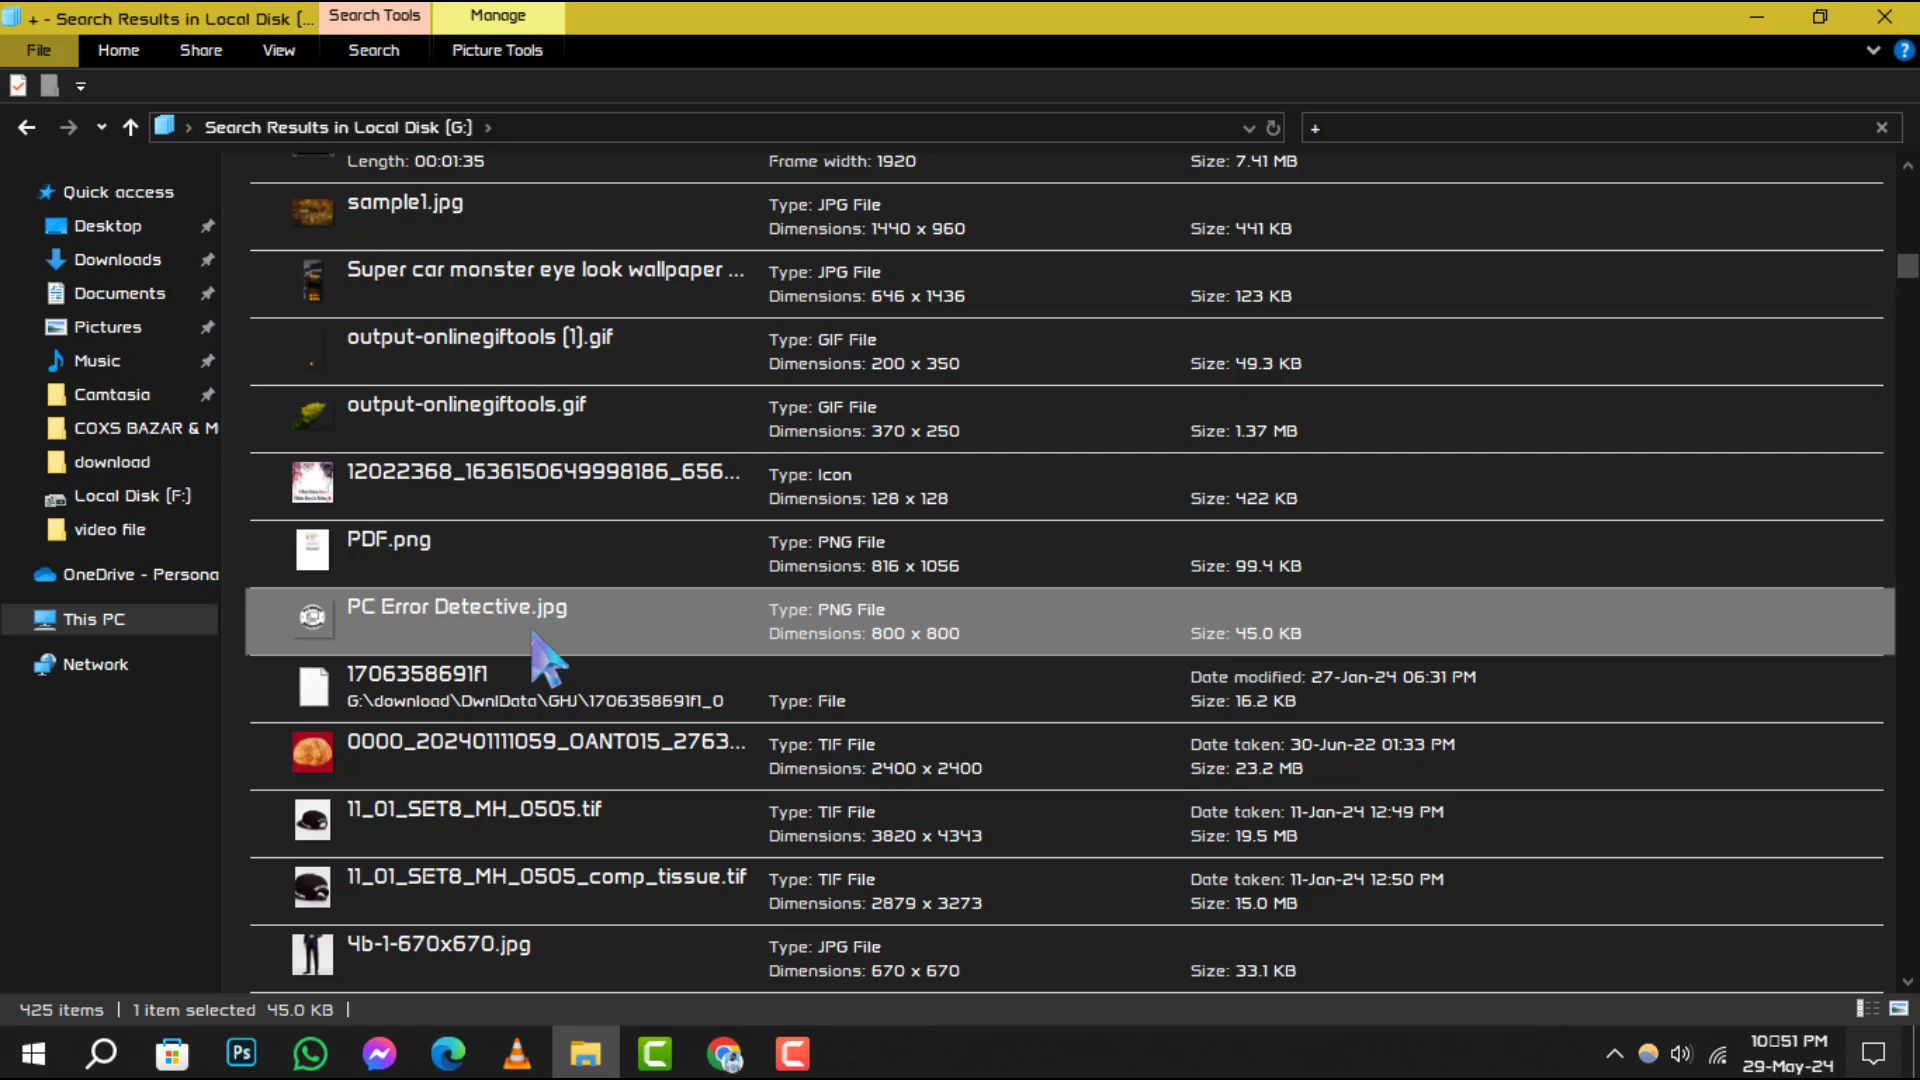 + - Search Results in Local Disk (...
Search Tools
Manage
File
Home
Share
View
Search
Picture Tools
Search Results in Local Disk (G:)
+
Quick access
Desktop
Downloads
Documents
Pictures
Music
Camtasia
COXS BAZAR & M
download
Local Disk (F:)
video file
OneDrive - Persona
This PC
Network
Length: 00:01:35
Frame width: 1920
Size: 7.41 MB
sample1.jpg
Type: JPG File
Dimensions: 1440 x 960
Size: 441 KB
Super car monster eye look wallpaper ...
Type: JPG File
Dimensions: 646 x 1436
Size: 123 KB
output-onlinegiftools (1).gif
Type: GIF File
Dimensions: 200 x 350
Size: 49.3 KB
output-onlinegiftools.gif
Type: GIF File
Dimensions: 370 x 250
Size: 1.37 MB
12022368_1636150649998186_656...
Type: Icon
Dimensions: 128 x 128
Size: 422 KB
PDF.png
Type: PNG File
Dimensions: 816 x 1056
Size: 99.4 KB
PC Error Detective.jpg
Type: PNG File
Dimensions: 800 x 800
Size: 45.0 KB
1706358691f1
G:\download\DwnlData\GHJ\1706358691f1_0
Type: File
Date modified: 27-Jan-24 06:31 PM
Size: 16.2 KB
0000_202401111059_0ANT015_2763...
Type: TIF File
Dimensions: 2400 x 2400
Date taken: 30-Jun-22 01:33 PM
Size: 23.2 MB
11_01_SET8_MH_0505.tif
Type: TIF File
Dimensions: 3820 x 4343
Date taken: 11-Jan-24 12:49 PM
Size: 19.5 MB
11_01_SET8_MH_0505_comp_tissue.tif
Type: TIF File
Dimensions: 2879 x 3273
Date taken: 11-Jan-24 12:50 PM
Size: 15.0 MB
4b-1-670x670.jpg
Type: JPG File
Dimensions: 670 x 670
Size: 33.1 KB
425 items
1 item selected 45.0 KB
Ps
10□51 PM
29-May-24